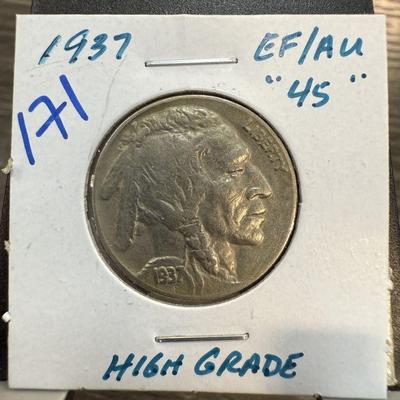 1937 EF/AU
"45"
171
LIBERTY
1937
HIGH GRADE